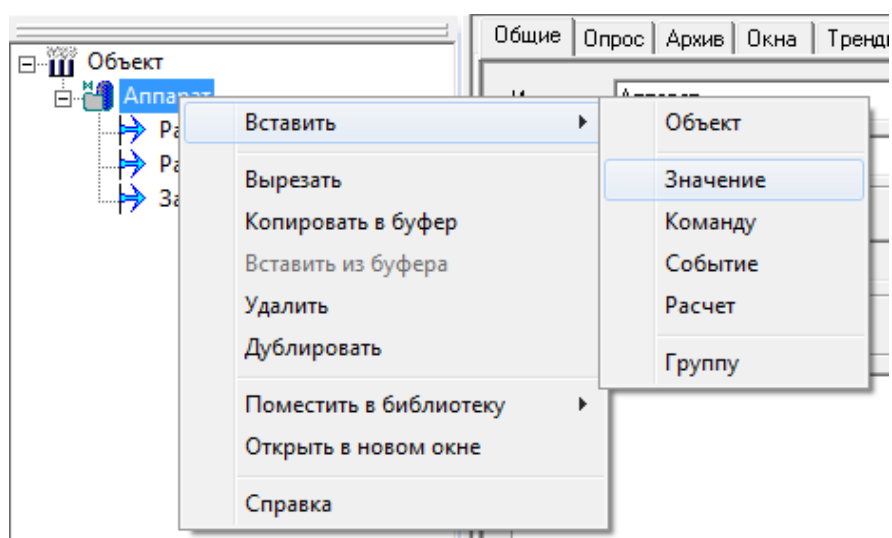 Общие Опрос Архив Окна
Объект
Аппарат
Вставить
Вырезать
Копировать в буфер
Вставить из буфера
Удалить
Дублировать
Поместить в библиотеку
Открыть в новом окне
Справка
Объект
Значение
Команду
Событие
Расчет
Группу